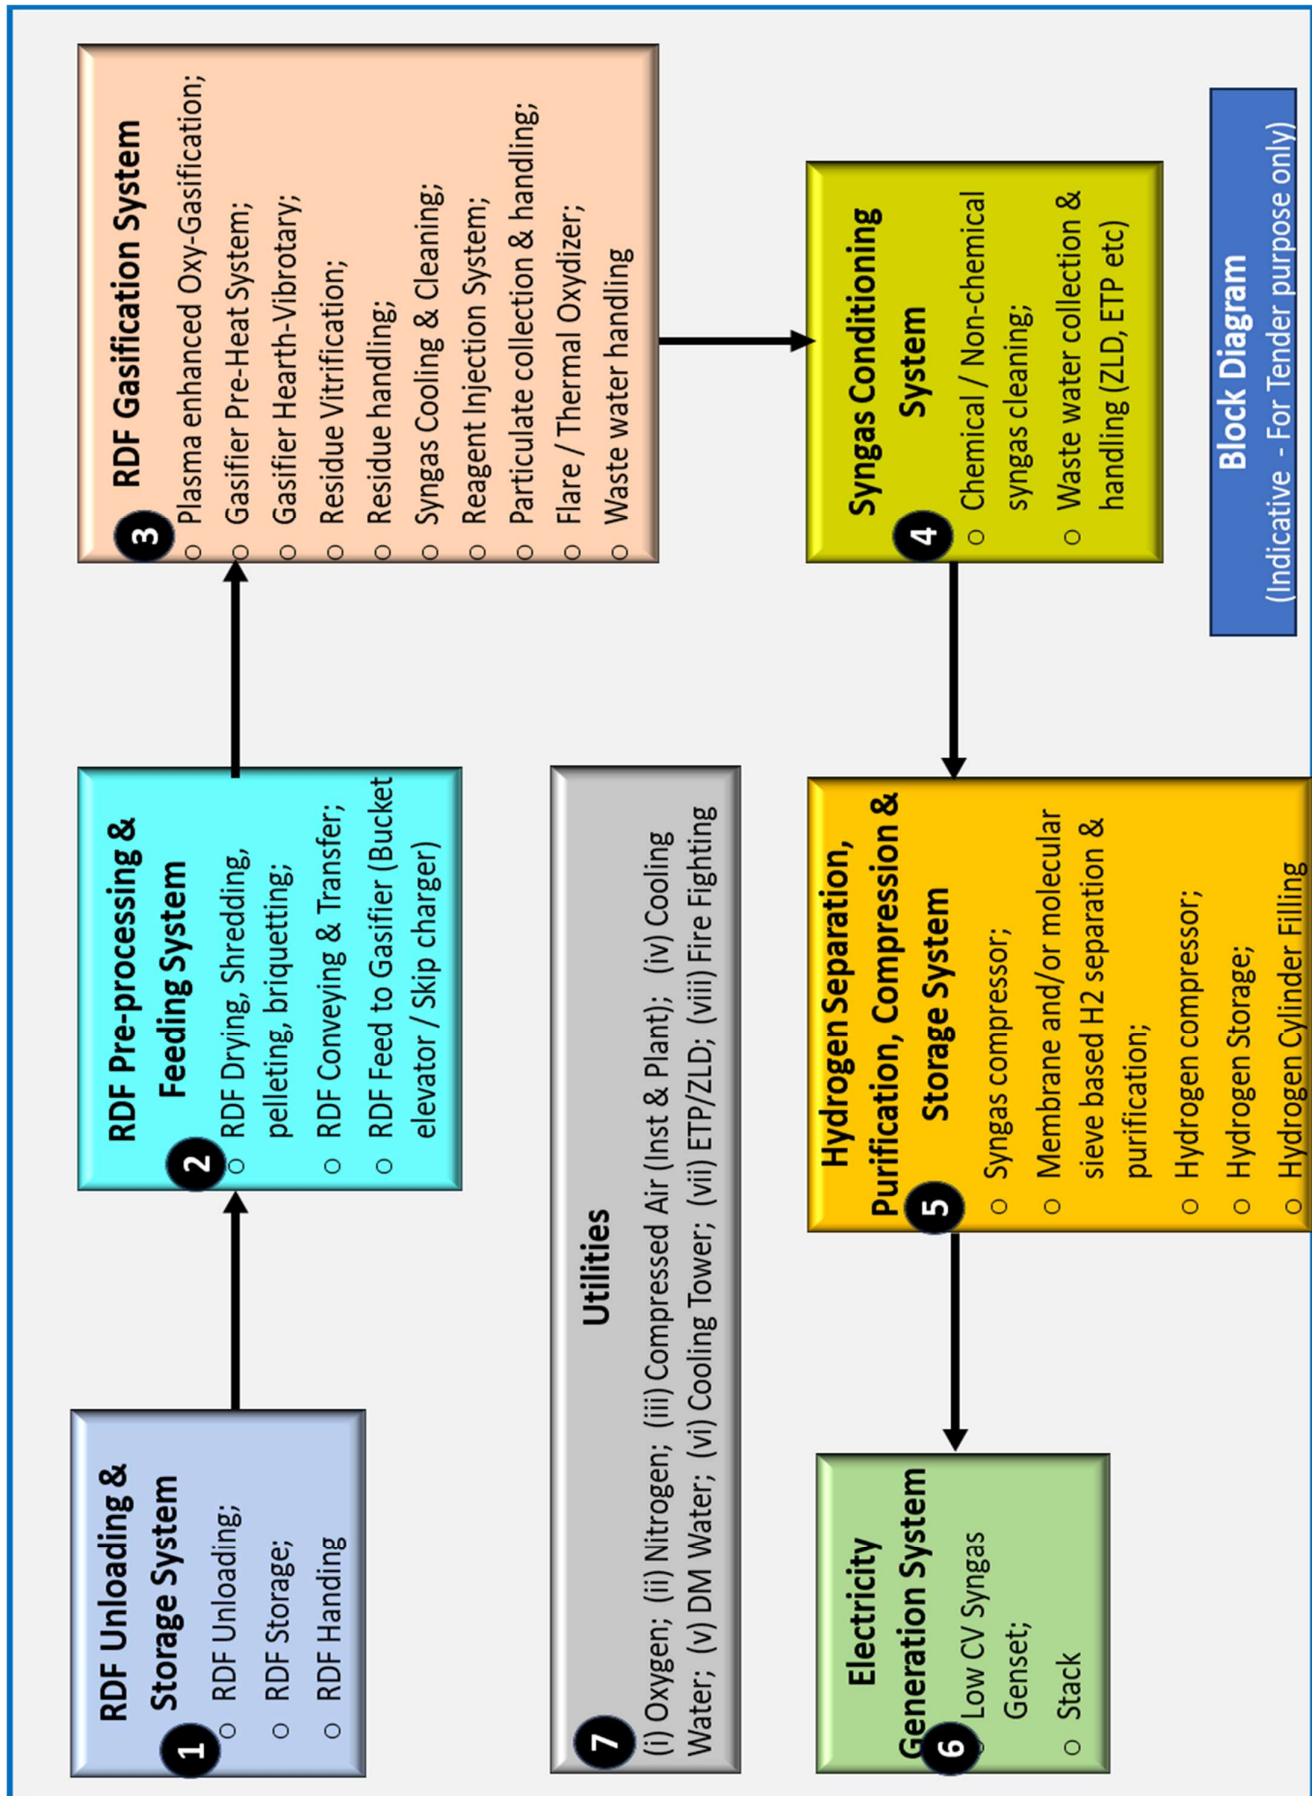 RDF Unloading &
Storage System
1
○ RDF Unloading;
○ RDF Storage;
○ RDF Handing
RDF Pre-processing &
Feeding System
2
○ RDF Drying, Shredding,
pelleting, briquetting;
○ RDF Conveying & Transfer;
○ RDF Feed to Gasifier (Bucket
elevator / Skip charger)
RDF Gasification System
3
○ Plasma enhanced Oxy-Gasification;
○ Gasifier Pre-Heat System;
○ Gasifier Hearth-Vibrotary;
○ Residue Vitrification;
○ Residue handling;
○ Syngas Cooling & Cleaning;
○ Reagent Injection System;
○ Particulate collection & handling;
○ Flare / Thermal Oxydizer;
○ Waste water handling
Utilities
7
(i) Oxygen; (ii) Nitrogen; (iii) Compressed Air (Inst & Plant); (iv) Cooling
Water; (v) DM Water; (vi) Cooling Tower; (vii) ETP/ZLD; (viii) Fire Fighting
Syngas Conditioning
System
4
○ Chemical / Non-chemical
syngas cleaning;
○ Waste water collection &
handling (ZLD, ETP etc)
Hydrogen Separation,
Purification, Compression &
Storage System
5
○ Syngas compressor;
○ Membrane and/or molecular
sieve based H2 separation &
purification;
○ Hydrogen compressor;
○ Hydrogen Storage;
○ Hydrogen Cylinder Filling
Electricity
Generation System
6
○ Low CV Syngas
Genset;
○ Stack
Block Diagram
(Indicative - For Tender purpose only)